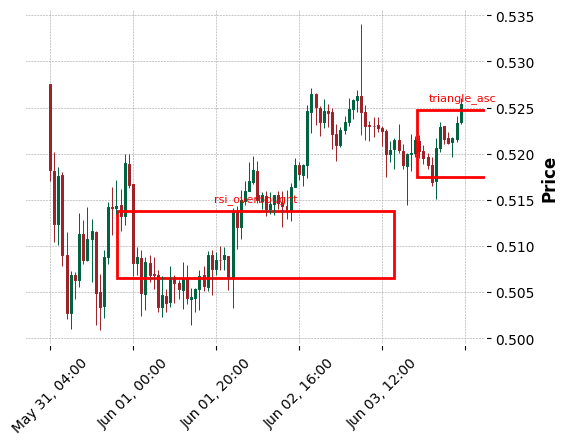 0.535
0.530
triangle_asc
0.525
0.520
rsi_overbought
0.515
0.510
0.505
0.500
Price
May 31, 04:00
Jun 01, 00:00
Jun 01, 20:00
Jun 02, 16:00
Jun 03, 12:00